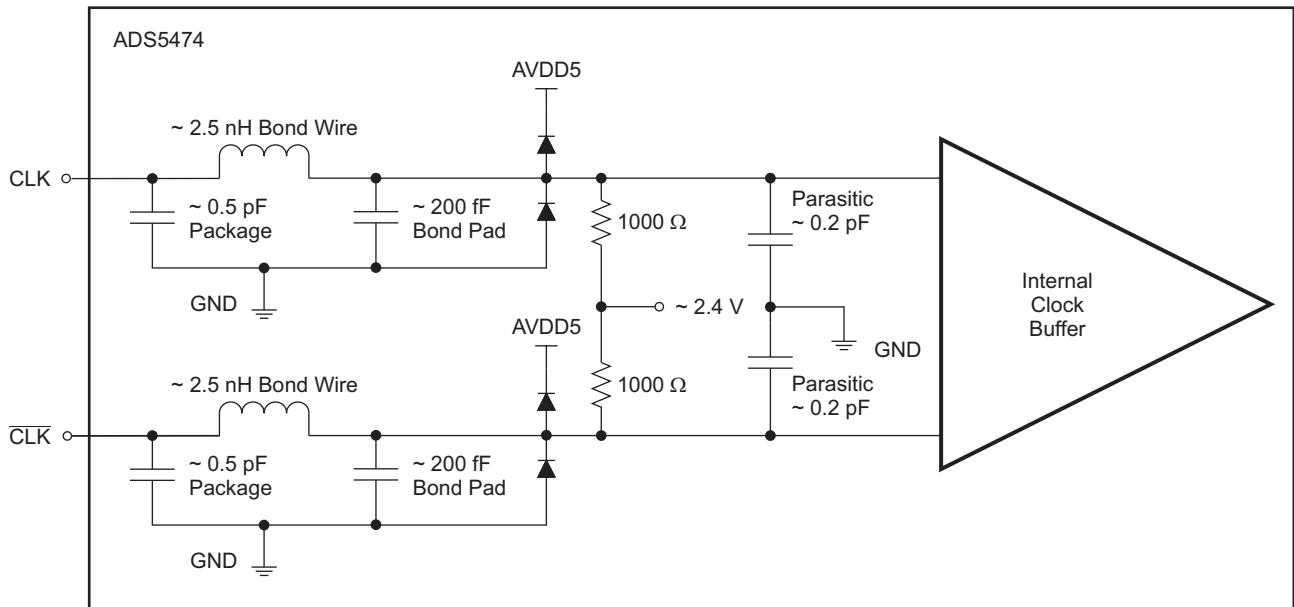 ADS5474
AVDD5
~ 2.5 nH Bond Wire
CLK
~ 0.5 pF
Package
~ 200 fF
Bond Pad
1000 Ω
Parasitic
~ 0.2 pF
GND
~ 2.4 V
Internal
Clock
Buffer
AVDD5
GND
~ 2.5 nH Bond Wire
1000 Ω
Parasitic
~ 0.2 pF
C̅L̅K̅
~ 0.5 pF
Package
~ 200 fF
Bond Pad
GND